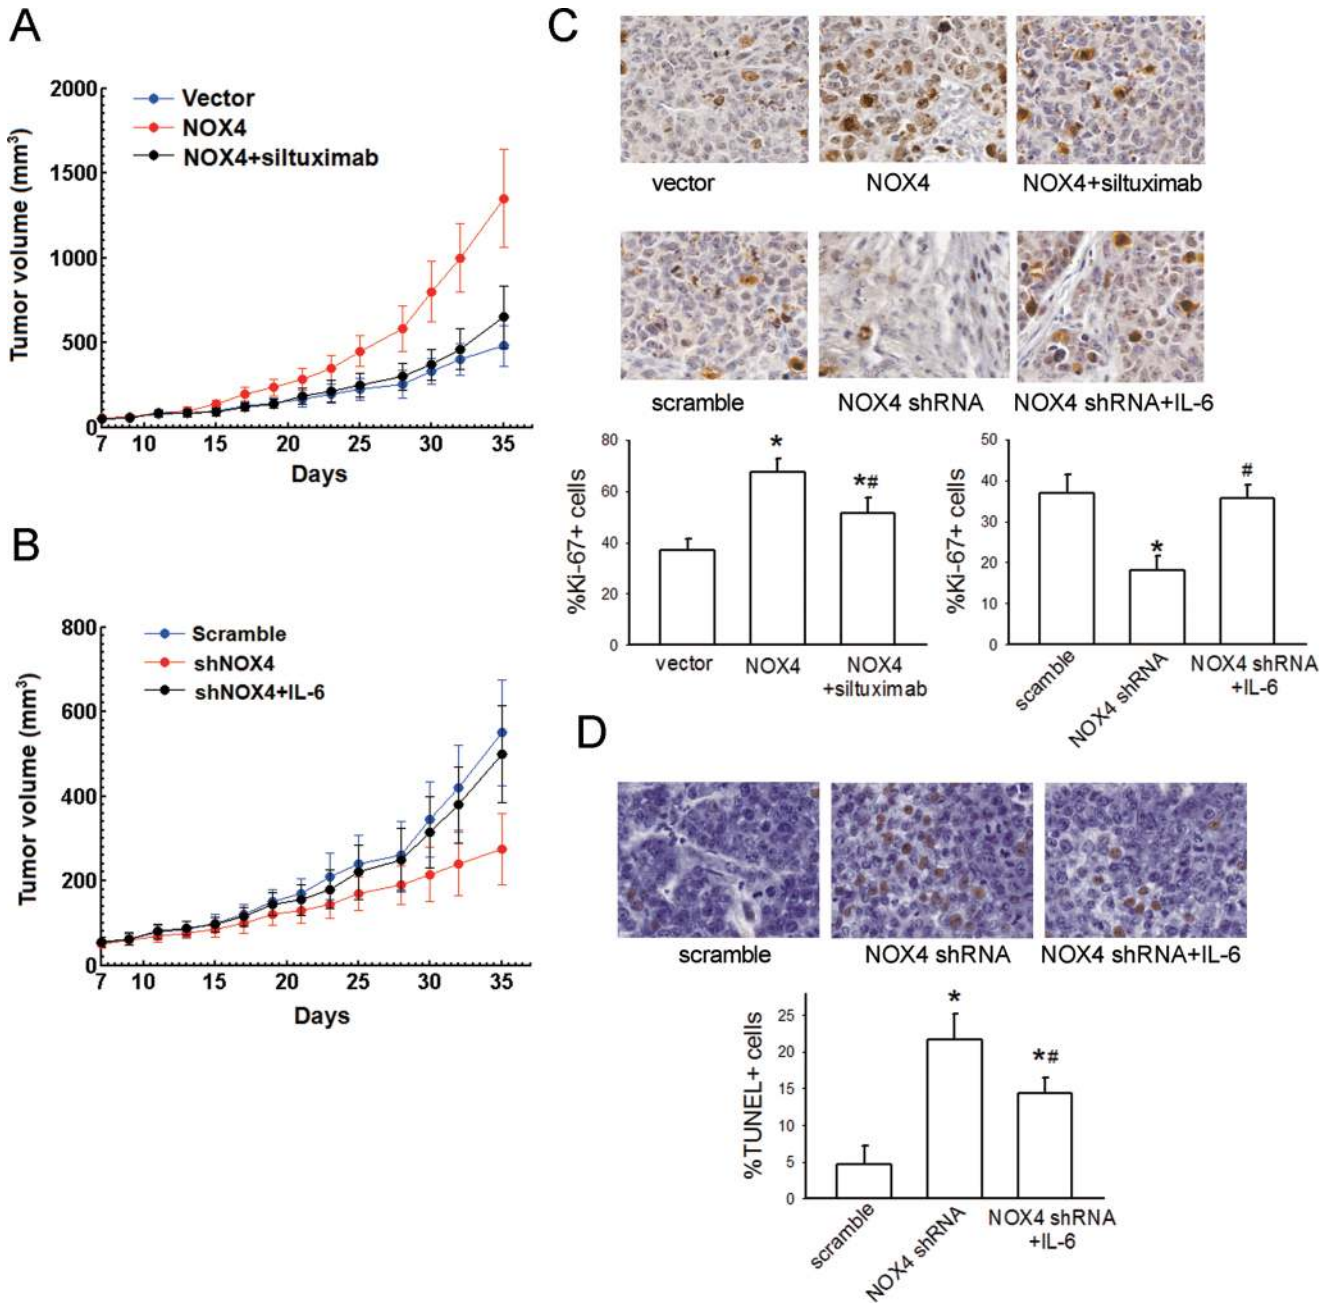 A
2000
1500
1000
500
0
Tumor volume (mm³)
Vector
NOX4
NOX4+siltuximab
7 10 15 20 25 30 35
Days
B
800
600
400
200
0
Tumor volume (mm³)
Scramble
shNOX4
shNOX4+IL-6
7 10 15 20 25 30 35
Days
C
vector NOX4 NOX4+siltuximab
scramble NOX4 shRNA NOX4 shRNA+IL-6
80
60
40
20
0
%Ki-67+ cells
*
*#
vector NOX4 NOX4
+siltuximab
50
40
30
20
10
0
%Ki-67+ cells
*
#
scamble NOX4 shRNA NOX4 shRNA
+IL-6
D
scramble NOX4 shRNA NOX4 shRNA+IL-6
25
20
15
10
5
0
%TUNEL+ cells
*
*#
scramble NOX4 shRNA NOX4 shRNA
+IL-6